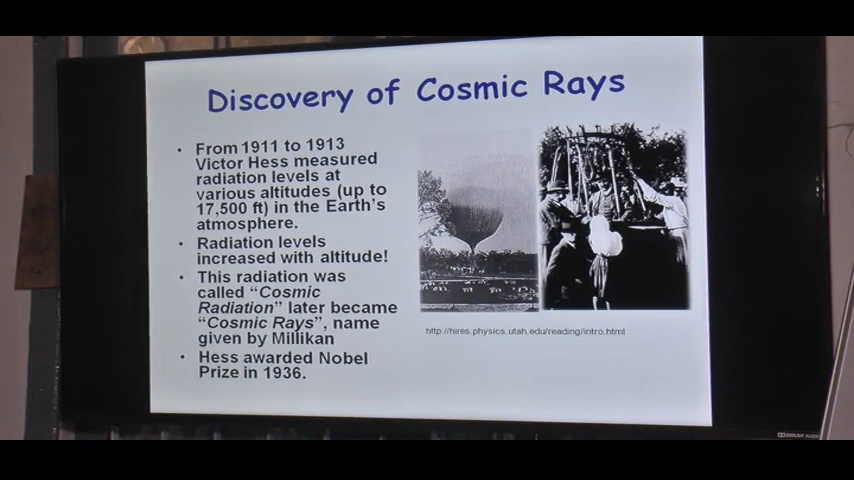 Discovery of Cosmic Rays
• From 1911 to 1913
Victor Hess measured
radiation levels at
various altitudes (up to
17,500 ft) in the Earth's
atmosphere.
• Radiation levels
increased with altitude!
• This radiation was
called "Cosmic
Radiation" later became
"Cosmic Rays", name
given by Millikan
• Hess awarded Nobel
Prize in 1936.
http://hires.physics.utah.edu/reading/intro.html
DOLBY AUDIO